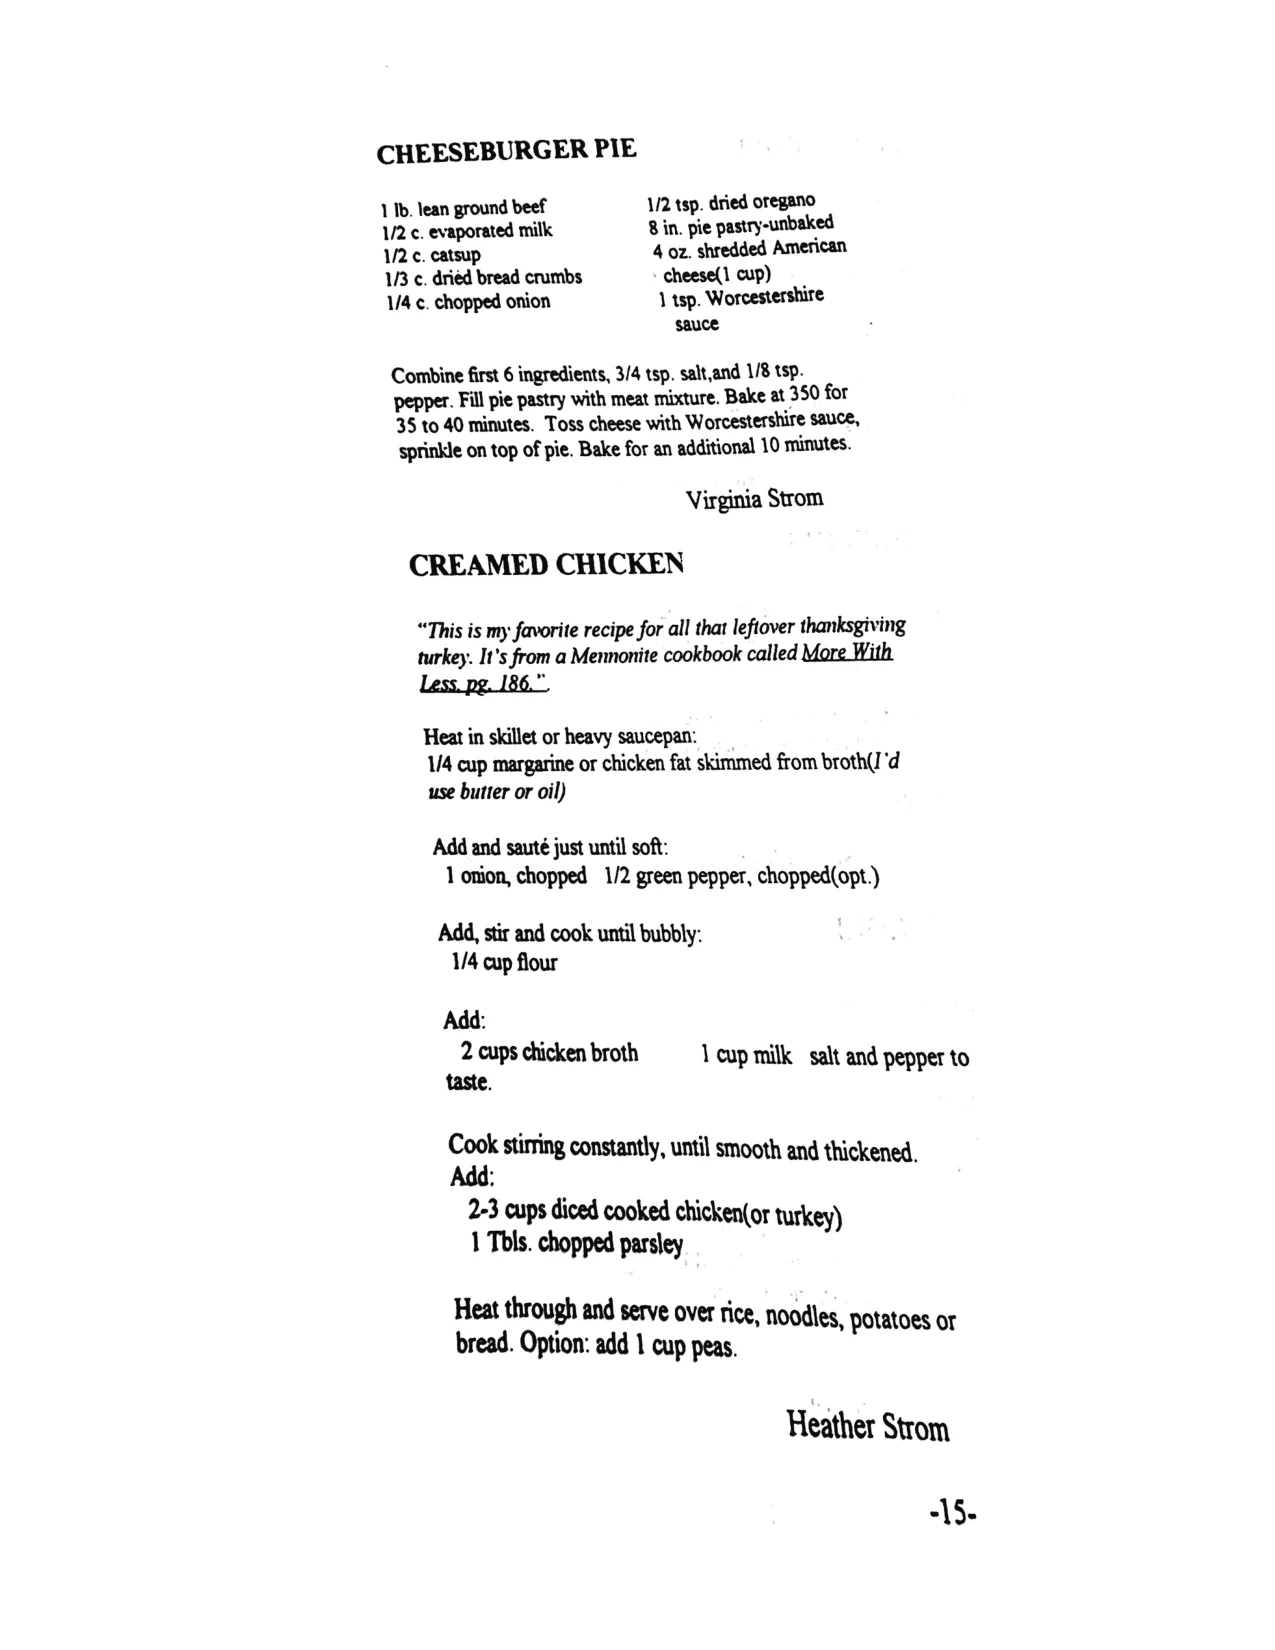 CHEESEBURGER PIE
1 lb. lean ground beef
1/2 c. evaporated milk
1/2 c. catsup
1/3 c. dried bread crumbs
1/4 c. chopped onion
1/2 tsp. dried oregano
8 in. pie pastry-unbaked
4 oz. shredded American
cheese(1 cup)
1 tsp. Worcestershire
sauce
Combine first 6 ingredients, 3/4 tsp. salt,and 1/8 tsp.
pepper. Fill pie pastry with meat mixture. Bake at 350 for
35 to 40 minutes. Toss cheese with Worcestershire sauce,
sprinkle on top of pie. Bake for an additional 10 minutes.
Virginia Strom
CREAMED CHICKEN
"This is my favorite recipe for all that leftover thanksgiving
turkey. It's from a Mennonite cookbook called More With
Less, pg. 186."
Heat in skillet or heavy saucepan:
1/4 cup margarine or chicken fat skimmed from broth(I'd
use butter or oil)
Add and sauté just until soft:
1 onion, chopped 1/2 green pepper, chopped(opt.)
Add, stir and cook until bubbly:
1/4 cup flour
Add:
2 cups chicken broth 1 cup milk salt and pepper to
taste.
Cook stirring constantly, until smooth and thickened.
Add:
2-3 cups diced cooked chicken(or turkey)
1 Tbls. chopped parsley
Heat through and serve over rice, noodles, potatoes or
bread. Option: add 1 cup peas.
Heather Strom
-15-